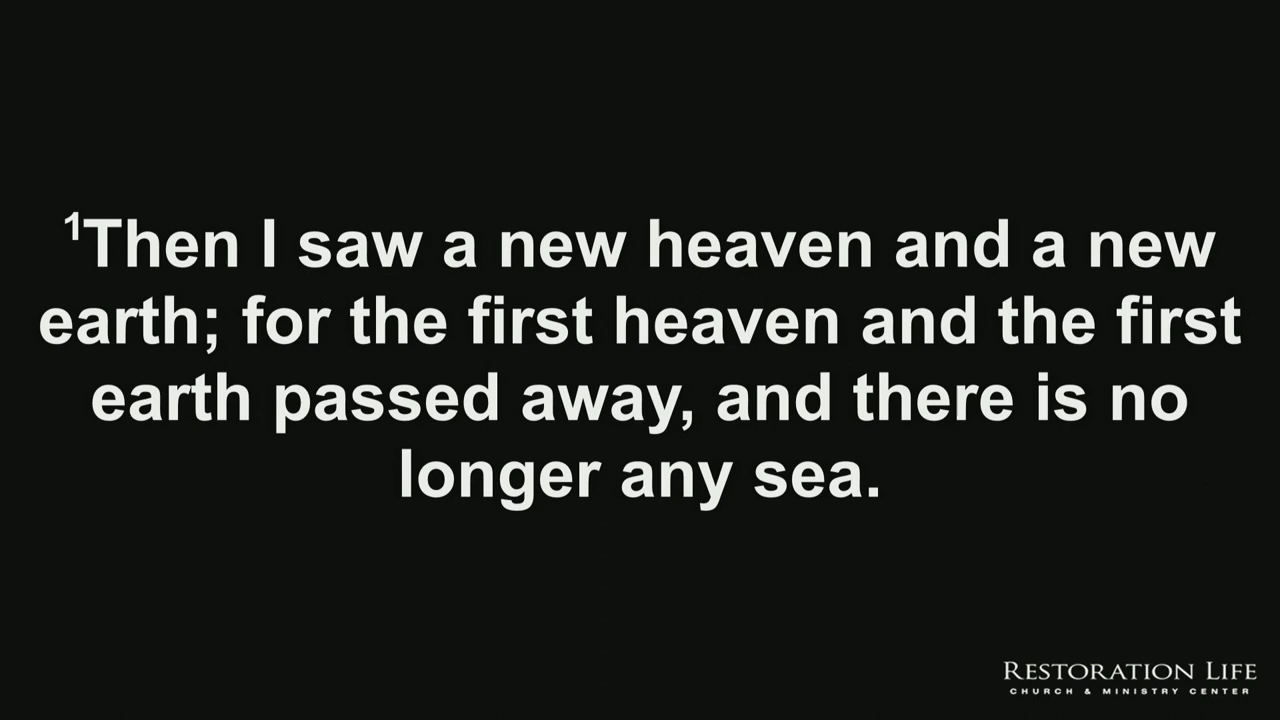 ¹Then I saw a new heaven and a new
earth; for the first heaven and the first
earth passed away, and there is no
longer any sea.
RESTORATION LIFE
CHURCH & MINISTRY CENTER